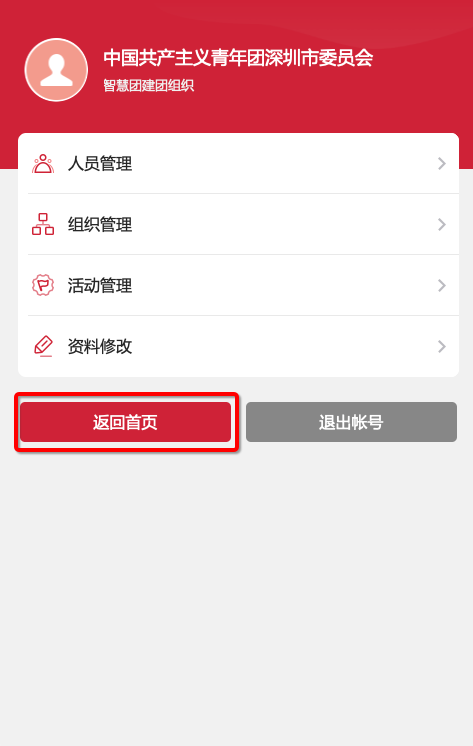 中国共产主义青年团深圳市委员会
智慧团建团组织
人员管理
组织管理
活动管理
资料修改
返回首页
退出帐号